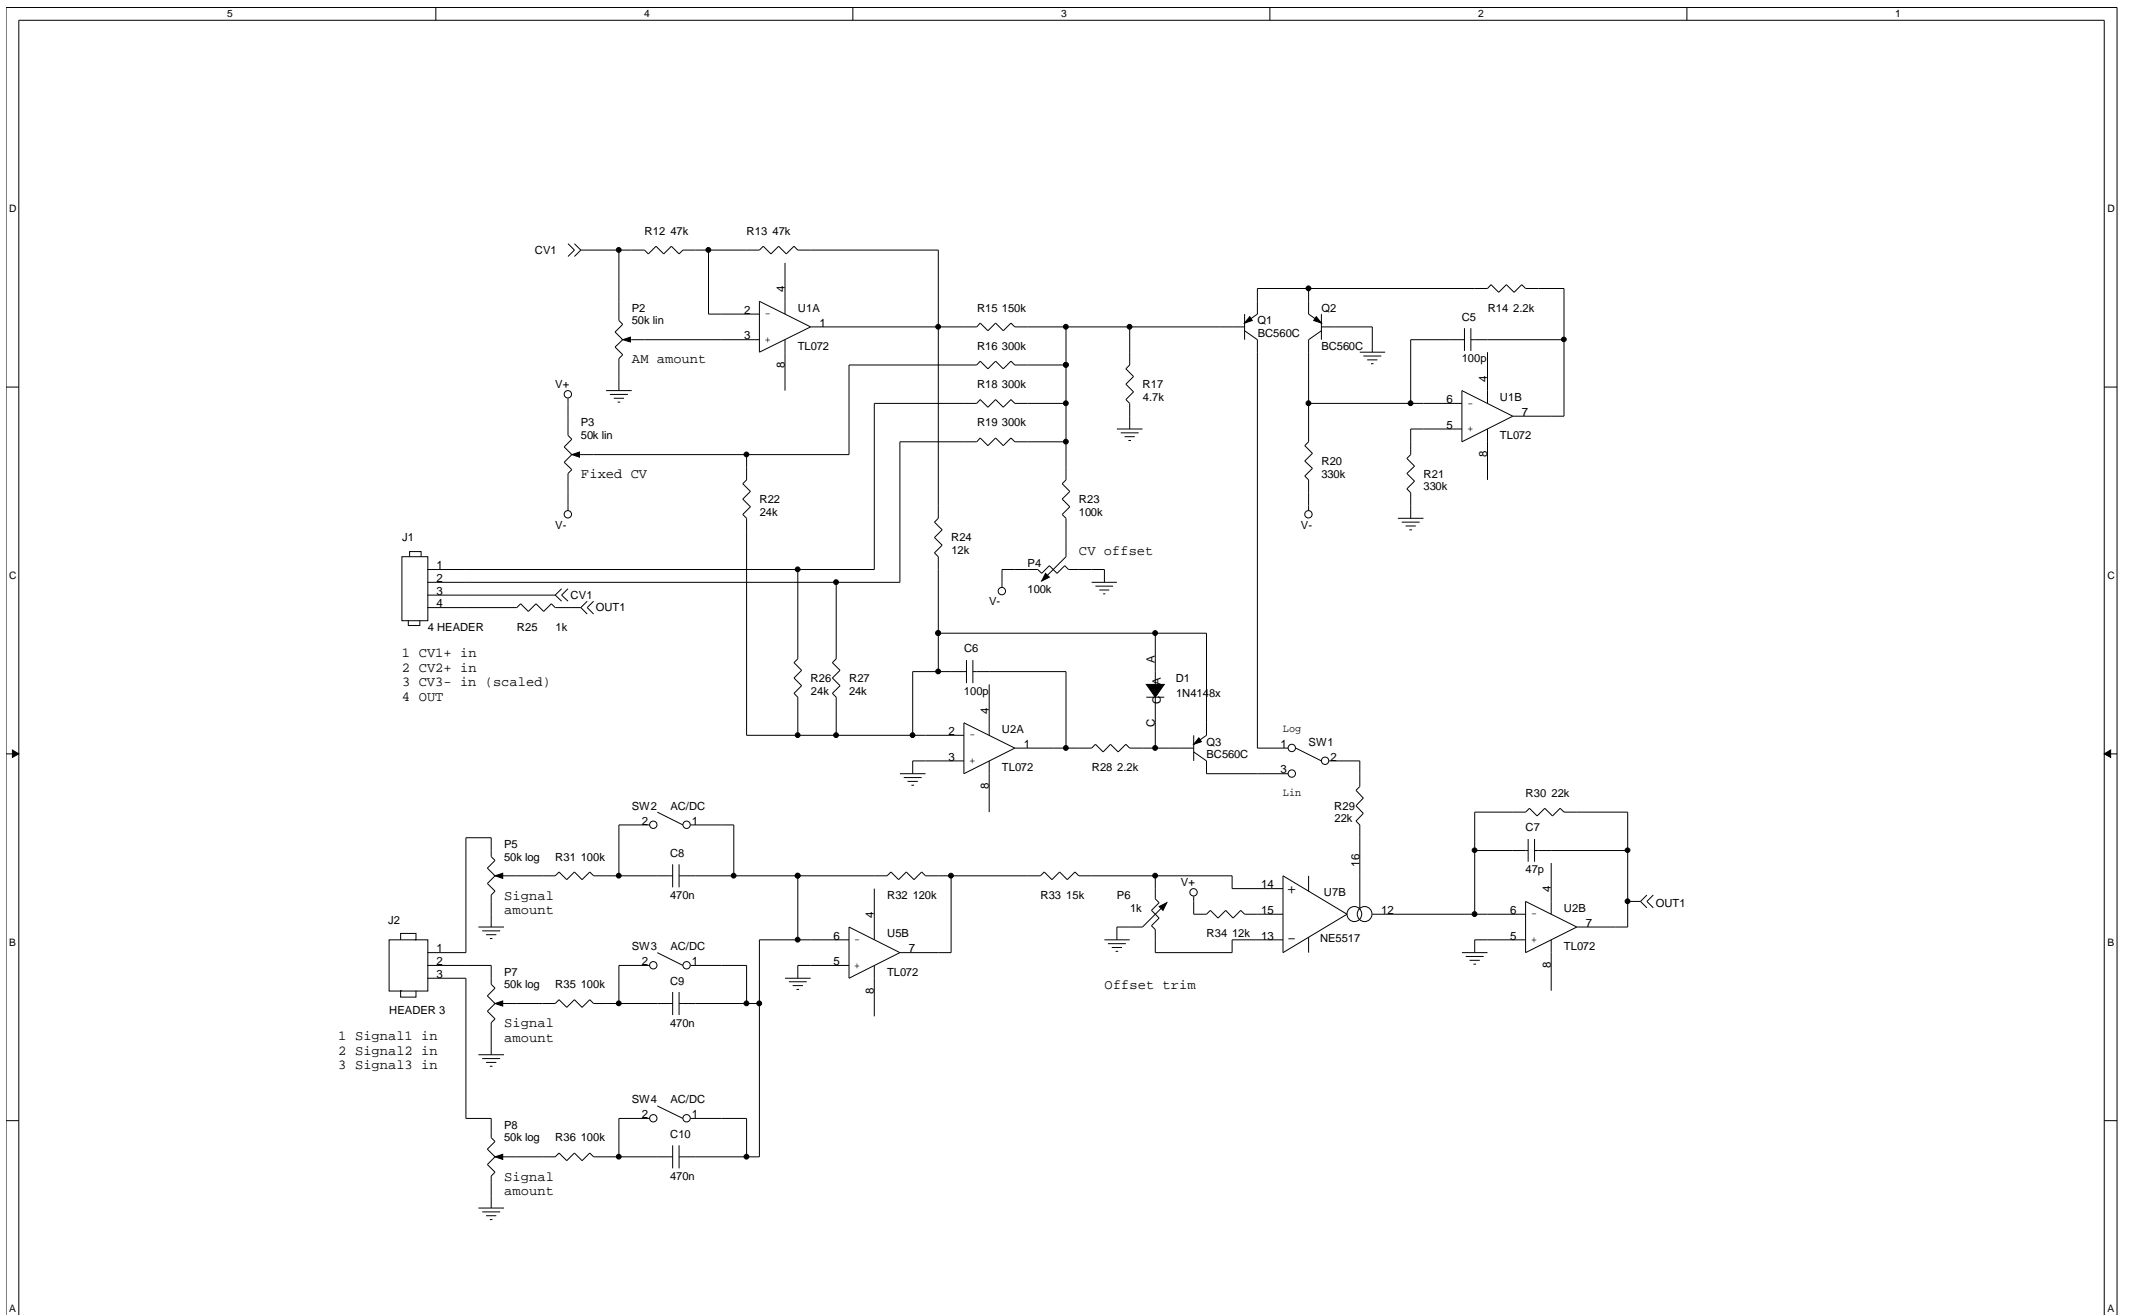 5 4 3 2 1
D D
R12 47k R13 47k
CV1
P2
50k lin
AM amount
4
U1A
2 -
3 +
1
TL072
8
R15 150k
R16 300k
R18 300k
R19 300k
Q1
BC560C
Q2
BC560C
R14 2.2k
C5
100p
4
U1B
6 -
5 +
7
TL072
8
R17
4.7k
V+
P3
50k lin
Fixed CV
V-
R22
24k
R23
100k
R20
330k
V-
R21
330k
R24
12k
CV offset
P4
100k
V-
C C
J1
1
2
3
4
CV1
OUT1
4 HEADER
R25 1k
1 CV1+ in
2 CV2+ in
3 CV3- in (scaled)
4 OUT
R26
24k
R27
24k
C6
100p
4
U2A
2 -
3 +
1
TL072
8
A
A
D1
1N4148x
C
C
R28 2.2k
Q3
BC560C
Log
1
SW1
2
3
Lin
R29
22k
16
R30 22k
C7
47p
4
U2B
6 -
5 +
7
TL072
8
OUT1
SW2 AC/DC
2 1
P5
50k log
R31 100k
C8
470n
Signal
amount
R32 120k
R33 15k
P6
1k
V+
R34 12k
14 +
15
13 -
U7B
12
NE5517
Offset trim
4
U5B
6 -
5 +
7
TL072
8
B B
J2
1
2
3
HEADER 3
1 Signal1 in
2 Signal2 in
3 Signal3 in
SW3 AC/DC
2 1
P7
50k log
R35 100k
C9
470n
Signal
amount
SW4 AC/DC
2 1
P8
50k log
R36 100k
C10
470n
Signal
amount
A A